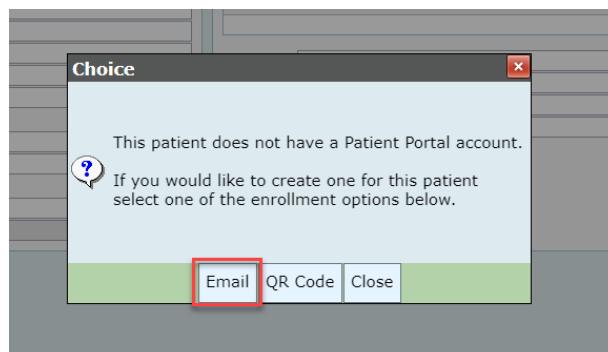 Choice
This patient does not have a Patient Portal account.
?
If you would like to create one for this patient
select one of the enrollment options below.
Email QR Code Close